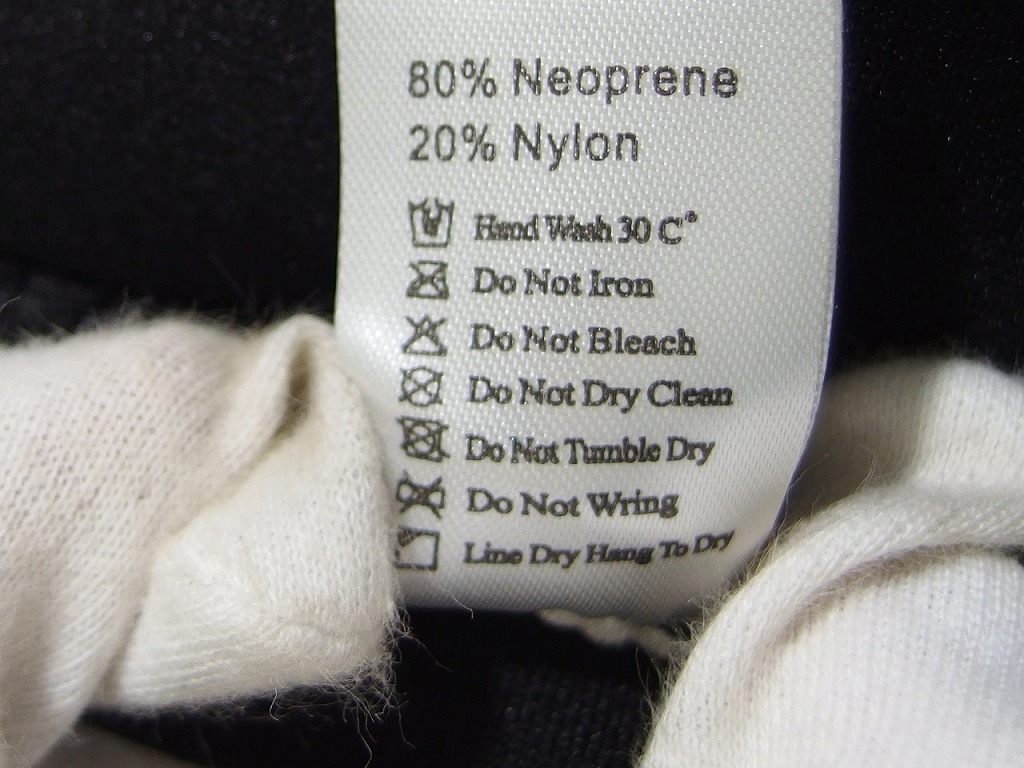 80% Neoprene
20% Nylon
Hand Wash 30 C°
Do Not Iron
Do Not Bleach
Do Not Dry Clean
Do Not Tumble Dry
Do Not Wring
Line Dry Hang To Dry